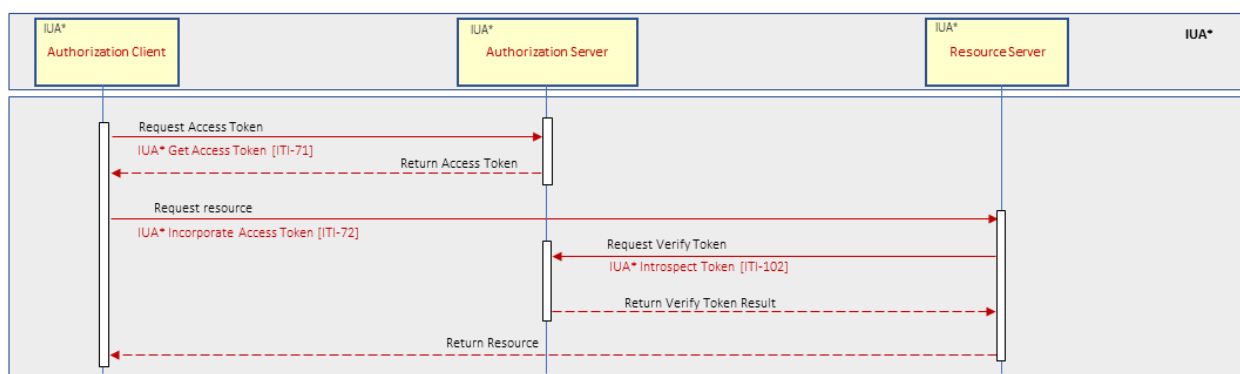 IUA*
Authorization Client
IUA*
Authorization Server
IUA*
Resource Server
IUA*
Request Access Token
IUA* Get Access Token [ITI-71]
Return Access Token
Request resource
IUA* Incorporate Access Token [ITI-72]
Request Verify Token
IUA* Introspect Token [ITI-102]
Return Verify Token Result
Return Resource